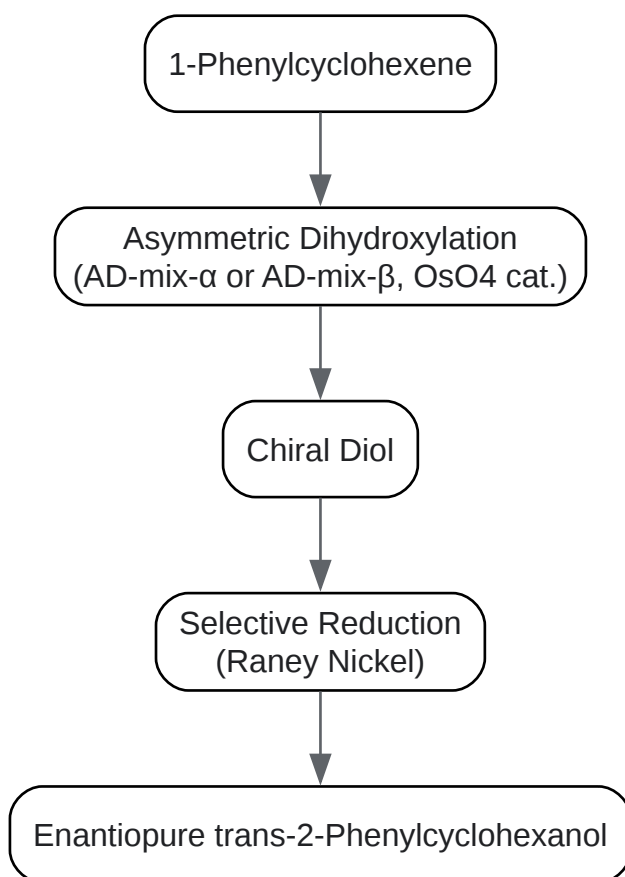 1-Phenylcyclohexene
Asymmetric Dihydroxylation
(AD-mix-α or AD-mix-β, OsO4 cat.)
Chiral Diol
Selective Reduction
(Raney Nickel)
Enantiopure trans-2-Phenylcyclohexanol